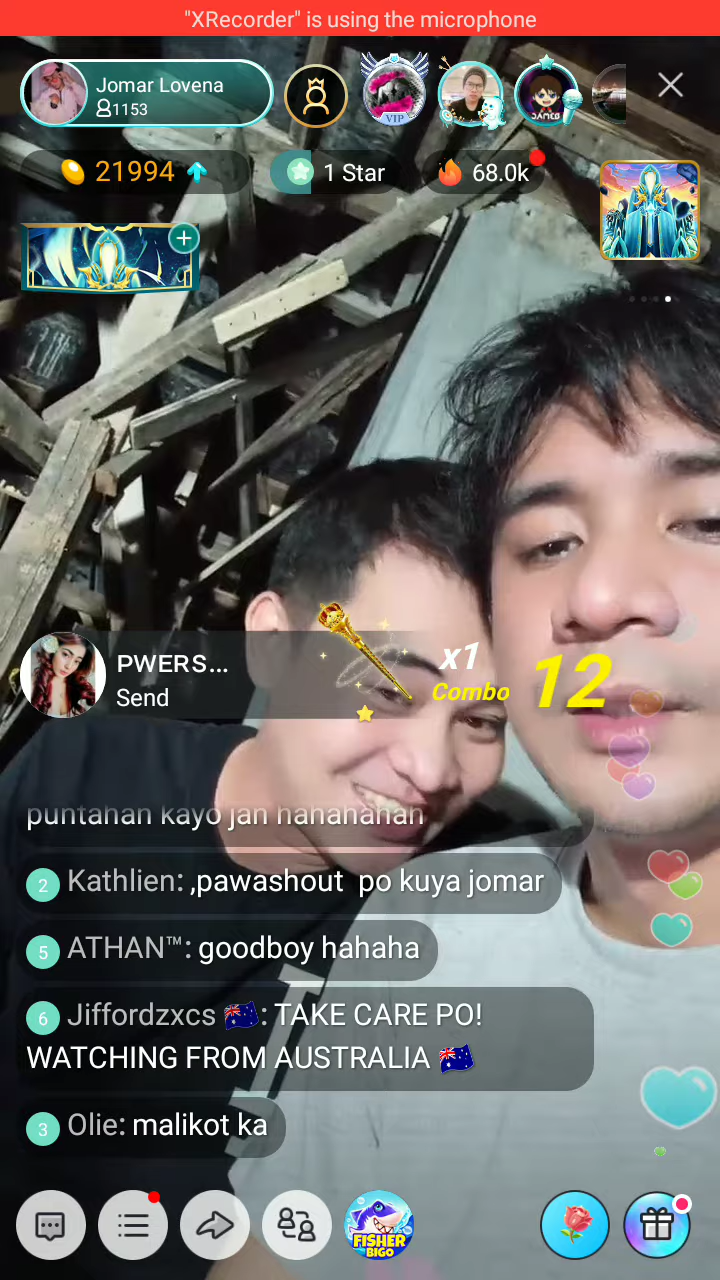 "XRecorder" is using the microphone
Jomar Lovena
1153
VIP
21994
1 Star
68.0k
PWERS...
Send
x1
Combo 12
puntahan kayo jan hahahahah
2 Kathlien: ,pawashout po kuya jomar
5 ATHAN™: goodboy hahaha
6 Jiffordzxcs 🇦🇺: TAKE CARE PO!
WATCHING FROM AUSTRALIA 🇦🇺
3 Olie: malikot ka
FISHER
BIGO